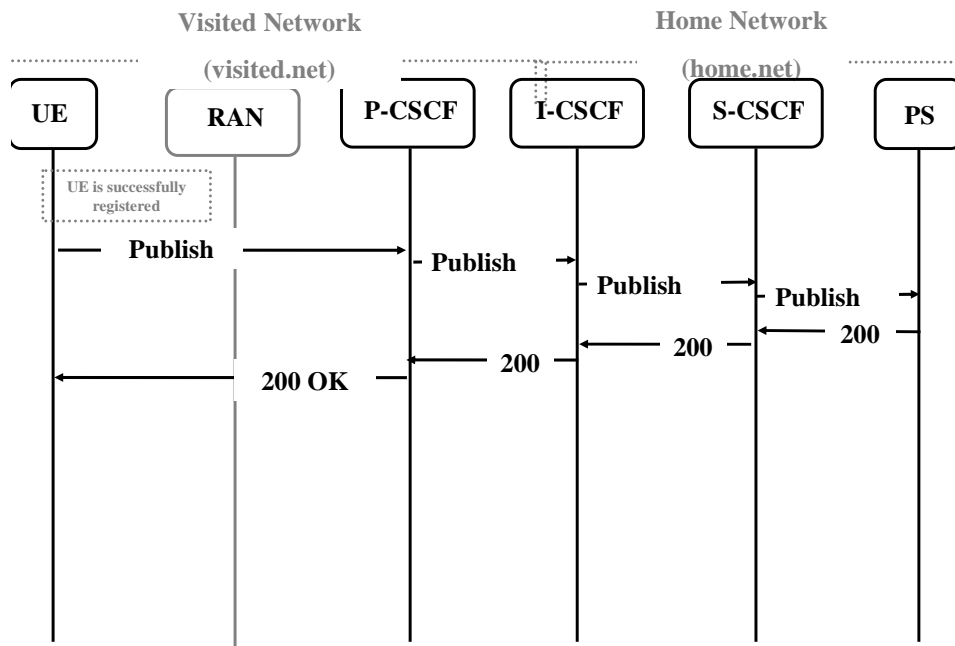 Visited Network
Home Network
(visited.net)
(home.net)
UE
RAN
P-CSCF
I-CSCF
S-CSCF
PS
UE is successfully
registered
Publish
Publish
Publish
Publish
200
200
200
200 OK